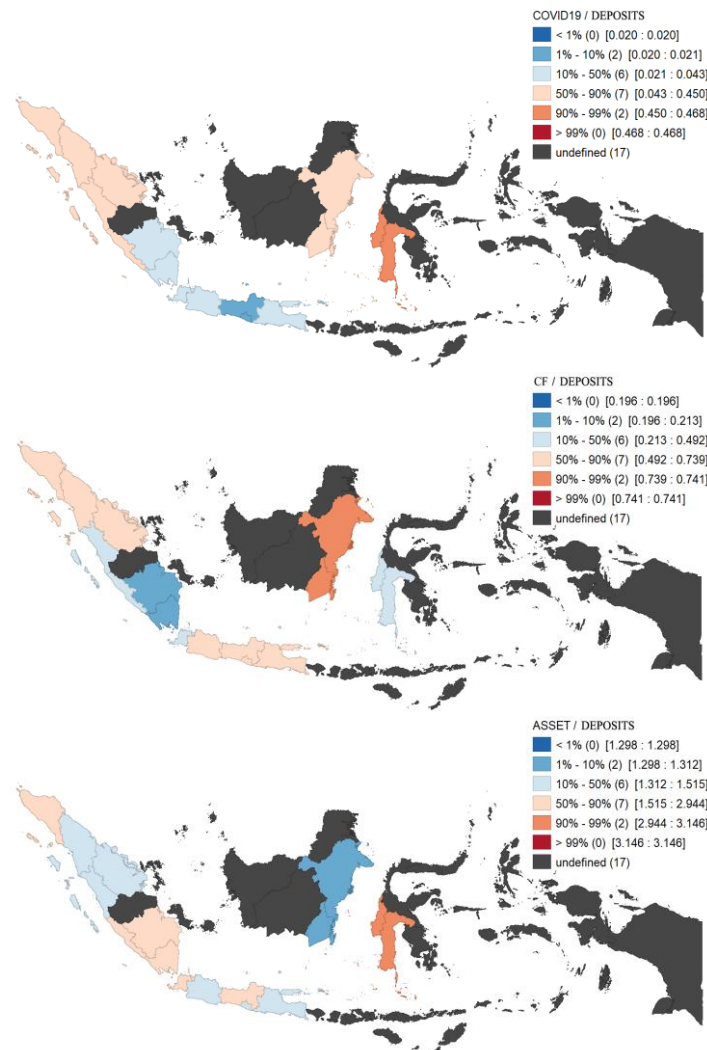 COVID19 / DEPOSITS
< 1% (0) [0.020 : 0.020]
1% - 10% (2) [0.020 : 0.021]
10% - 50% (6) [0.021 : 0.043]
50% - 90% (7) [0.043 : 0.450]
90% - 99% (2) [0.450 : 0.468]
> 99% (0) [0.468 : 0.468]
undefined (17)
CF / DEPOSITS
< 1% (0) [0.196 : 0.196]
1% - 10% (2) [0.196 : 0.213]
10% - 50% (6) [0.213 : 0.492]
50% - 90% (7) [0.492 : 0.739]
90% - 99% (2) [0.739 : 0.741]
> 99% (0) [0.741 : 0.741]
undefined (17)
ASSET / DEPOSITS
< 1% (0) [1.298 : 1.298]
1% - 10% (2) [1.298 : 1.312]
10% - 50% (6) [1.312 : 1.515]
50% - 90% (7) [1.515 : 2.944]
90% - 99% (2) [2.944 : 3.146]
> 99% (0) [3.146 : 3.146]
undefined (17)